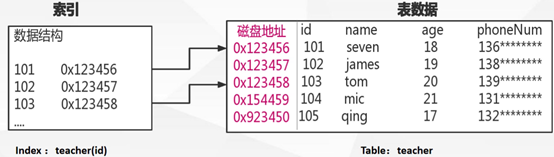 索引
表数据
数据结构
101 0x123456
102 0x123457
103 0x123458
....
磁盘地址 id name age phoneNum
0x123456 101 seven 18 136********
0x123457 102 james 19 138********
0x123458 103 tom 20 139********
0x154459 104 mic 21 131********
0x923450 105 qing 17 132********
Index : teacher(id)
Table: teacher